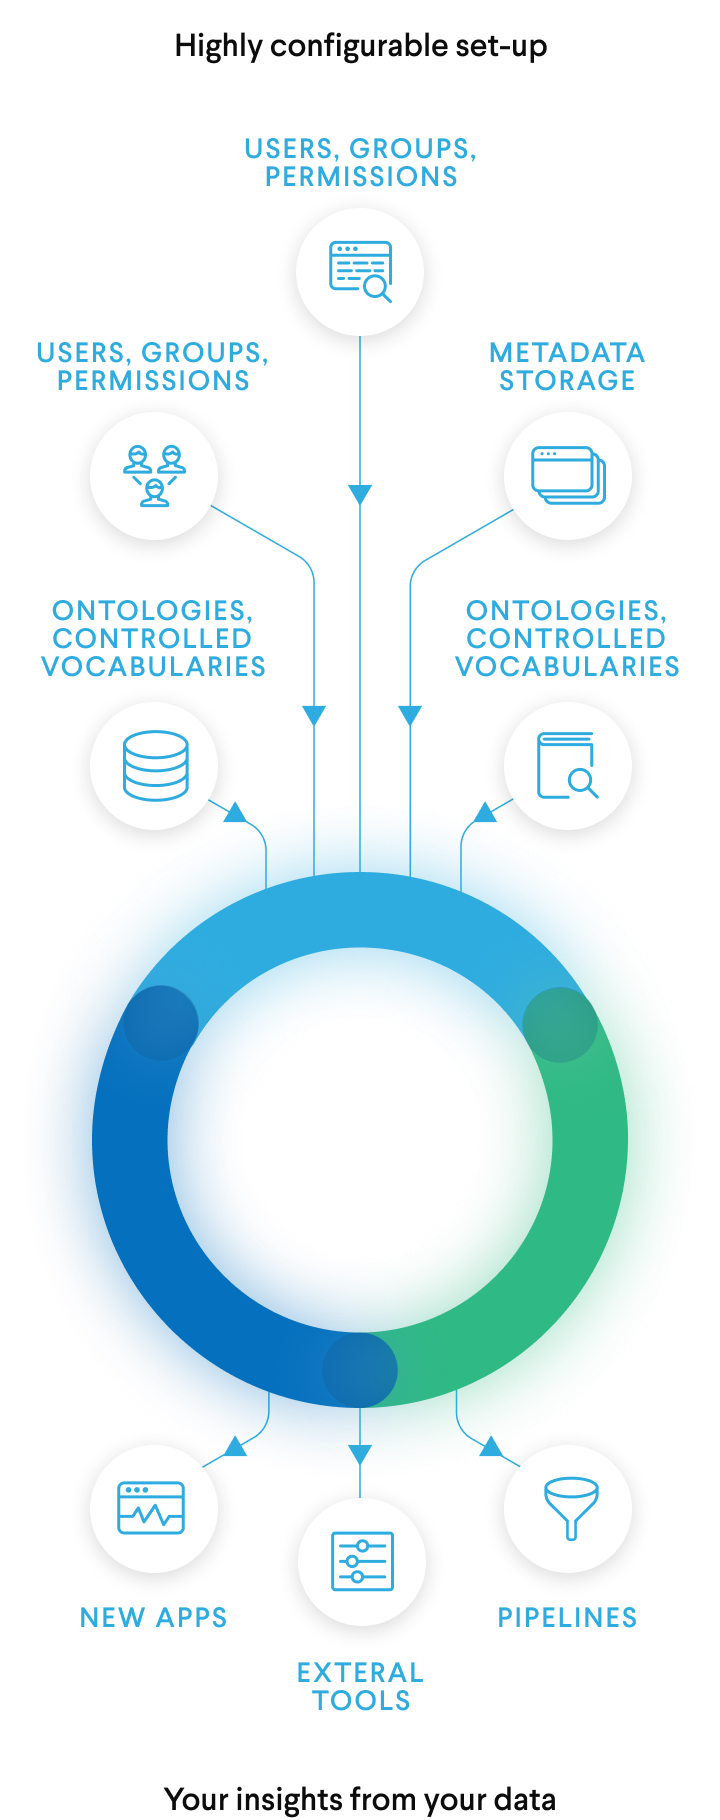 Highly configurable set-up
USERS, GROUPS,
PERMISSIONS
USERS, GROUPS,
PERMISSIONS
METADATA
STORAGE
ONTOLOGIES,
CONTROLLED
VOCABULARIES
ONTOLOGIES,
CONTROLLED
VOCABULARIES
NEW APPS
EXTERAL
TOOLS
PIPELINES
Your insights from your data